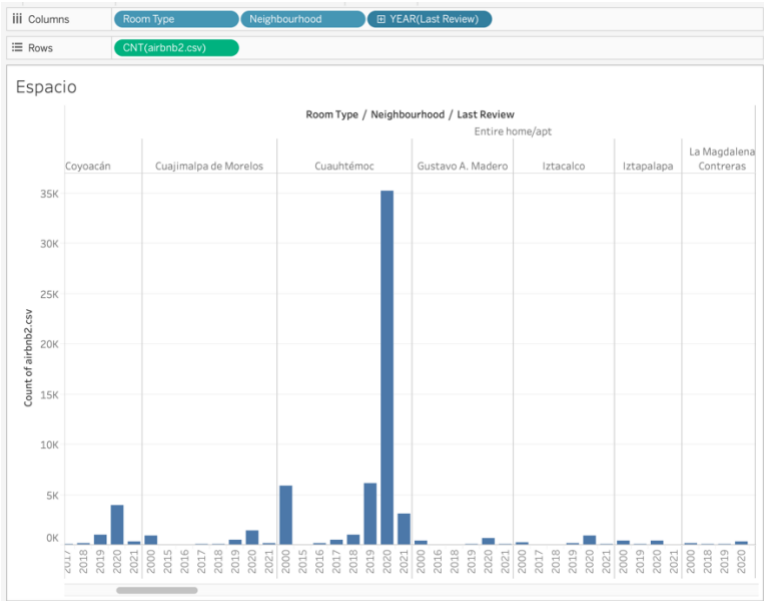 Columns Room Type Neighbourhood YEAR(Last Review)
Rows CNT(airbnb2.csv)
Espacio
Room Type / Neighbourhood / Last Review
Entire home/apt
Coyoacán Cuajimalpa de Morelos Cuauhtémoc Gustavo A. Madero Iztacalco Iztapalapa La Magdalena
Contreras
35K
30K
25K
20K
15K
10K
5K
0K
Count of airbnb2.csv
2017 2018 2019 2020 2021 2000 2015 2016 2017 2018 2019 2020 2021 2000 2015 2016 2017 2018 2019 2020 2021 2000 2016 2018 2019 2020 2021 2000 2017 2018 2019 2020 2021 2000 2019 2020 2021 2000 2018 2019 2020